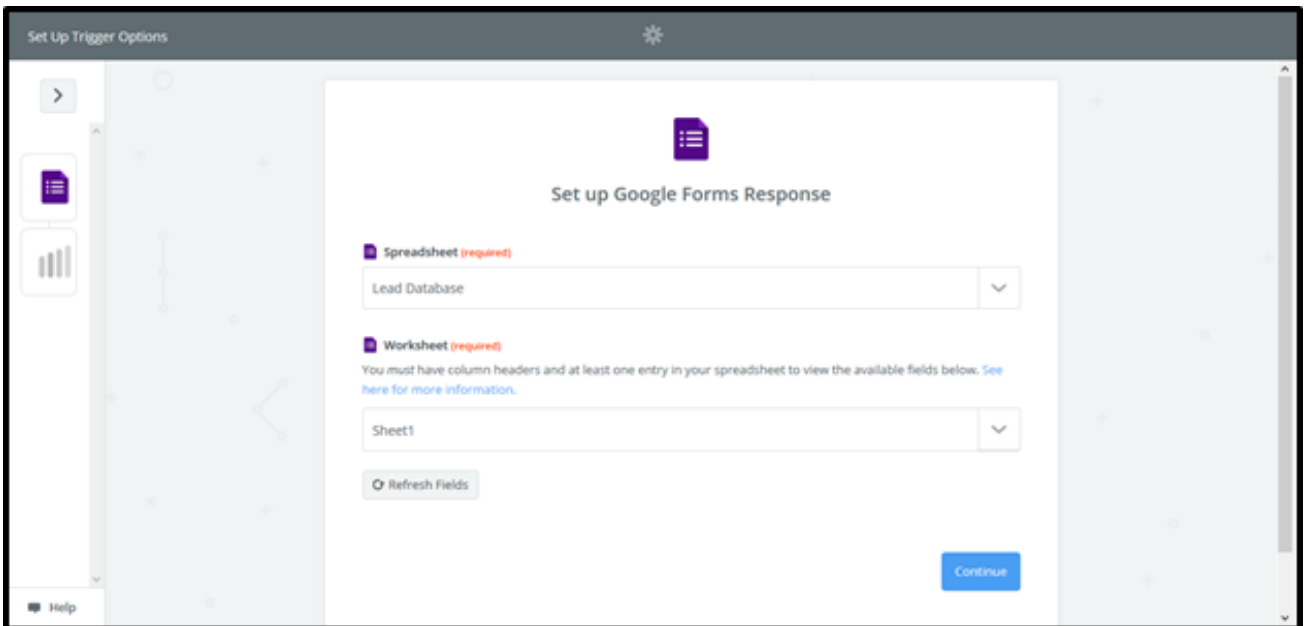 Set Up Trigger Options
Set up Google Forms Response
Spreadsheet (required)
Lead Database
Worksheet (required)
You must have column headers and at least one entry in your spreadsheet to view the available fields below. See
here for more information.
Sheet1
Refresh Fields
Continue
Help